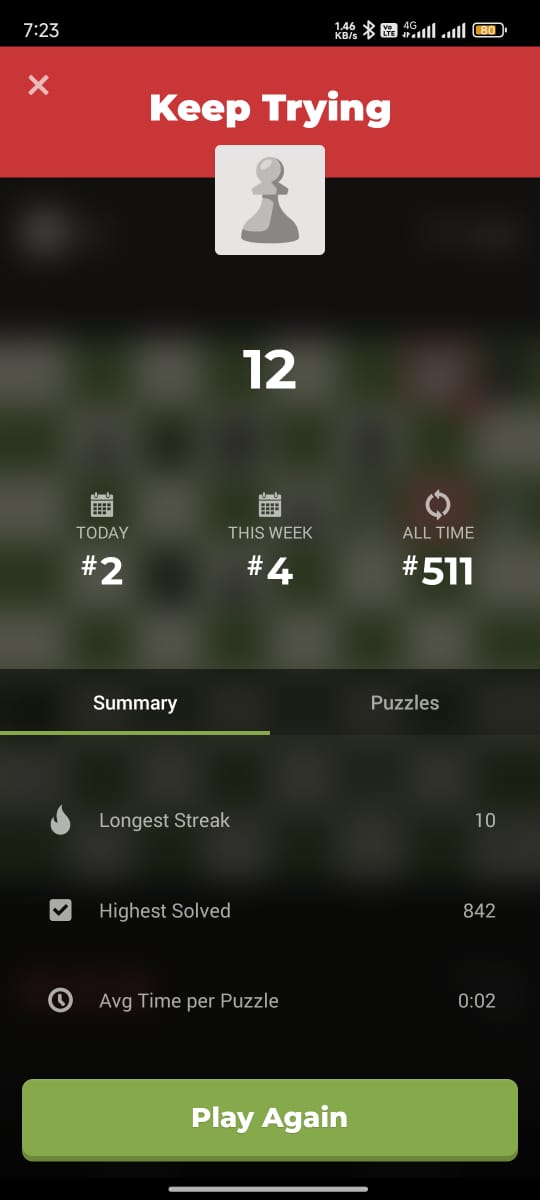 7:23
1.46
KB/s
Vo
LTE
4G
80
Keep Trying
12
TODAY
THIS WEEK
ALL TIME
#2
#4
#511
Summary
Puzzles
Longest Streak
10
Highest Solved
842
Avg Time per Puzzle
0:02
Play Again